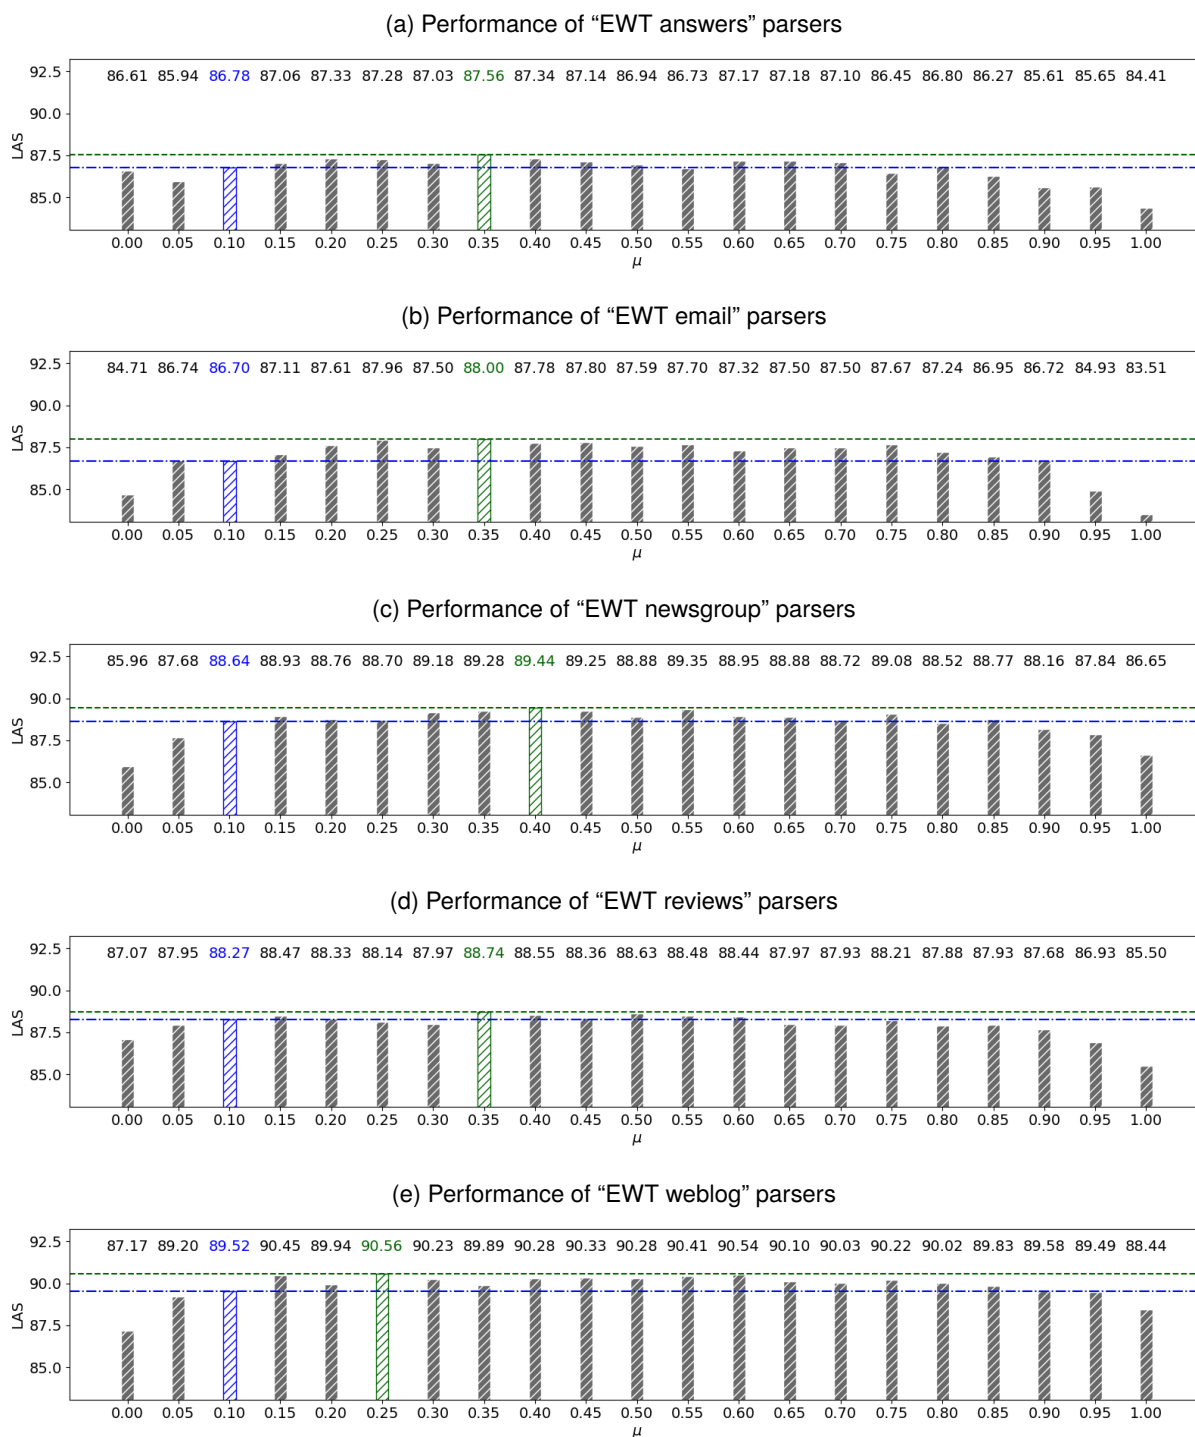 (a) Performance of “EWT answers” parsers
86.61 85.94 86.78 87.06 87.33 87.28 87.03 87.56 87.34 87.14 86.94 86.73 87.17 87.18 87.10 86.45 86.80 86.27 85.61 85.65 84.41
92.5
90.0
87.5
85.0
LAS
0.00 0.05 0.10 0.15 0.20 0.25 0.30 0.35 0.40 0.45 0.50 0.55 0.60 0.65 0.70 0.75 0.80 0.85 0.90 0.95 1.00
μ
(b) Performance of “EWT email” parsers
84.71 86.74 86.70 87.11 87.61 87.96 87.50 88.00 87.78 87.80 87.59 87.70 87.32 87.50 87.50 87.67 87.24 86.95 86.72 84.93 83.51
92.5
90.0
87.5
85.0
LAS
0.00 0.05 0.10 0.15 0.20 0.25 0.30 0.35 0.40 0.45 0.50 0.55 0.60 0.65 0.70 0.75 0.80 0.85 0.90 0.95 1.00
μ
(c) Performance of “EWT newsgroup” parsers
85.96 87.68 88.64 88.93 88.76 88.70 89.18 89.28 89.44 89.25 88.88 89.35 88.95 88.88 88.72 89.08 88.52 88.77 88.16 87.84 86.65
92.5
90.0
87.5
85.0
LAS
0.00 0.05 0.10 0.15 0.20 0.25 0.30 0.35 0.40 0.45 0.50 0.55 0.60 0.65 0.70 0.75 0.80 0.85 0.90 0.95 1.00
μ
(d) Performance of “EWT reviews” parsers
87.07 87.95 88.27 88.47 88.33 88.14 87.97 88.74 88.55 88.36 88.63 88.48 88.44 87.97 87.93 88.21 87.88 87.93 87.68 86.93 85.50
92.5
90.0
87.5
85.0
LAS
0.00 0.05 0.10 0.15 0.20 0.25 0.30 0.35 0.40 0.45 0.50 0.55 0.60 0.65 0.70 0.75 0.80 0.85 0.90 0.95 1.00
μ
(e) Performance of “EWT weblog” parsers
87.17 89.20 89.52 90.45 89.94 90.56 90.23 89.89 90.28 90.33 90.28 90.41 90.54 90.10 90.03 90.22 90.02 89.83 89.58 89.49 88.44
92.5
90.0
87.5
85.0
LAS
0.00 0.05 0.10 0.15 0.20 0.25 0.30 0.35 0.40 0.45 0.50 0.55 0.60 0.65 0.70 0.75 0.80 0.85 0.90 0.95 1.00
μ